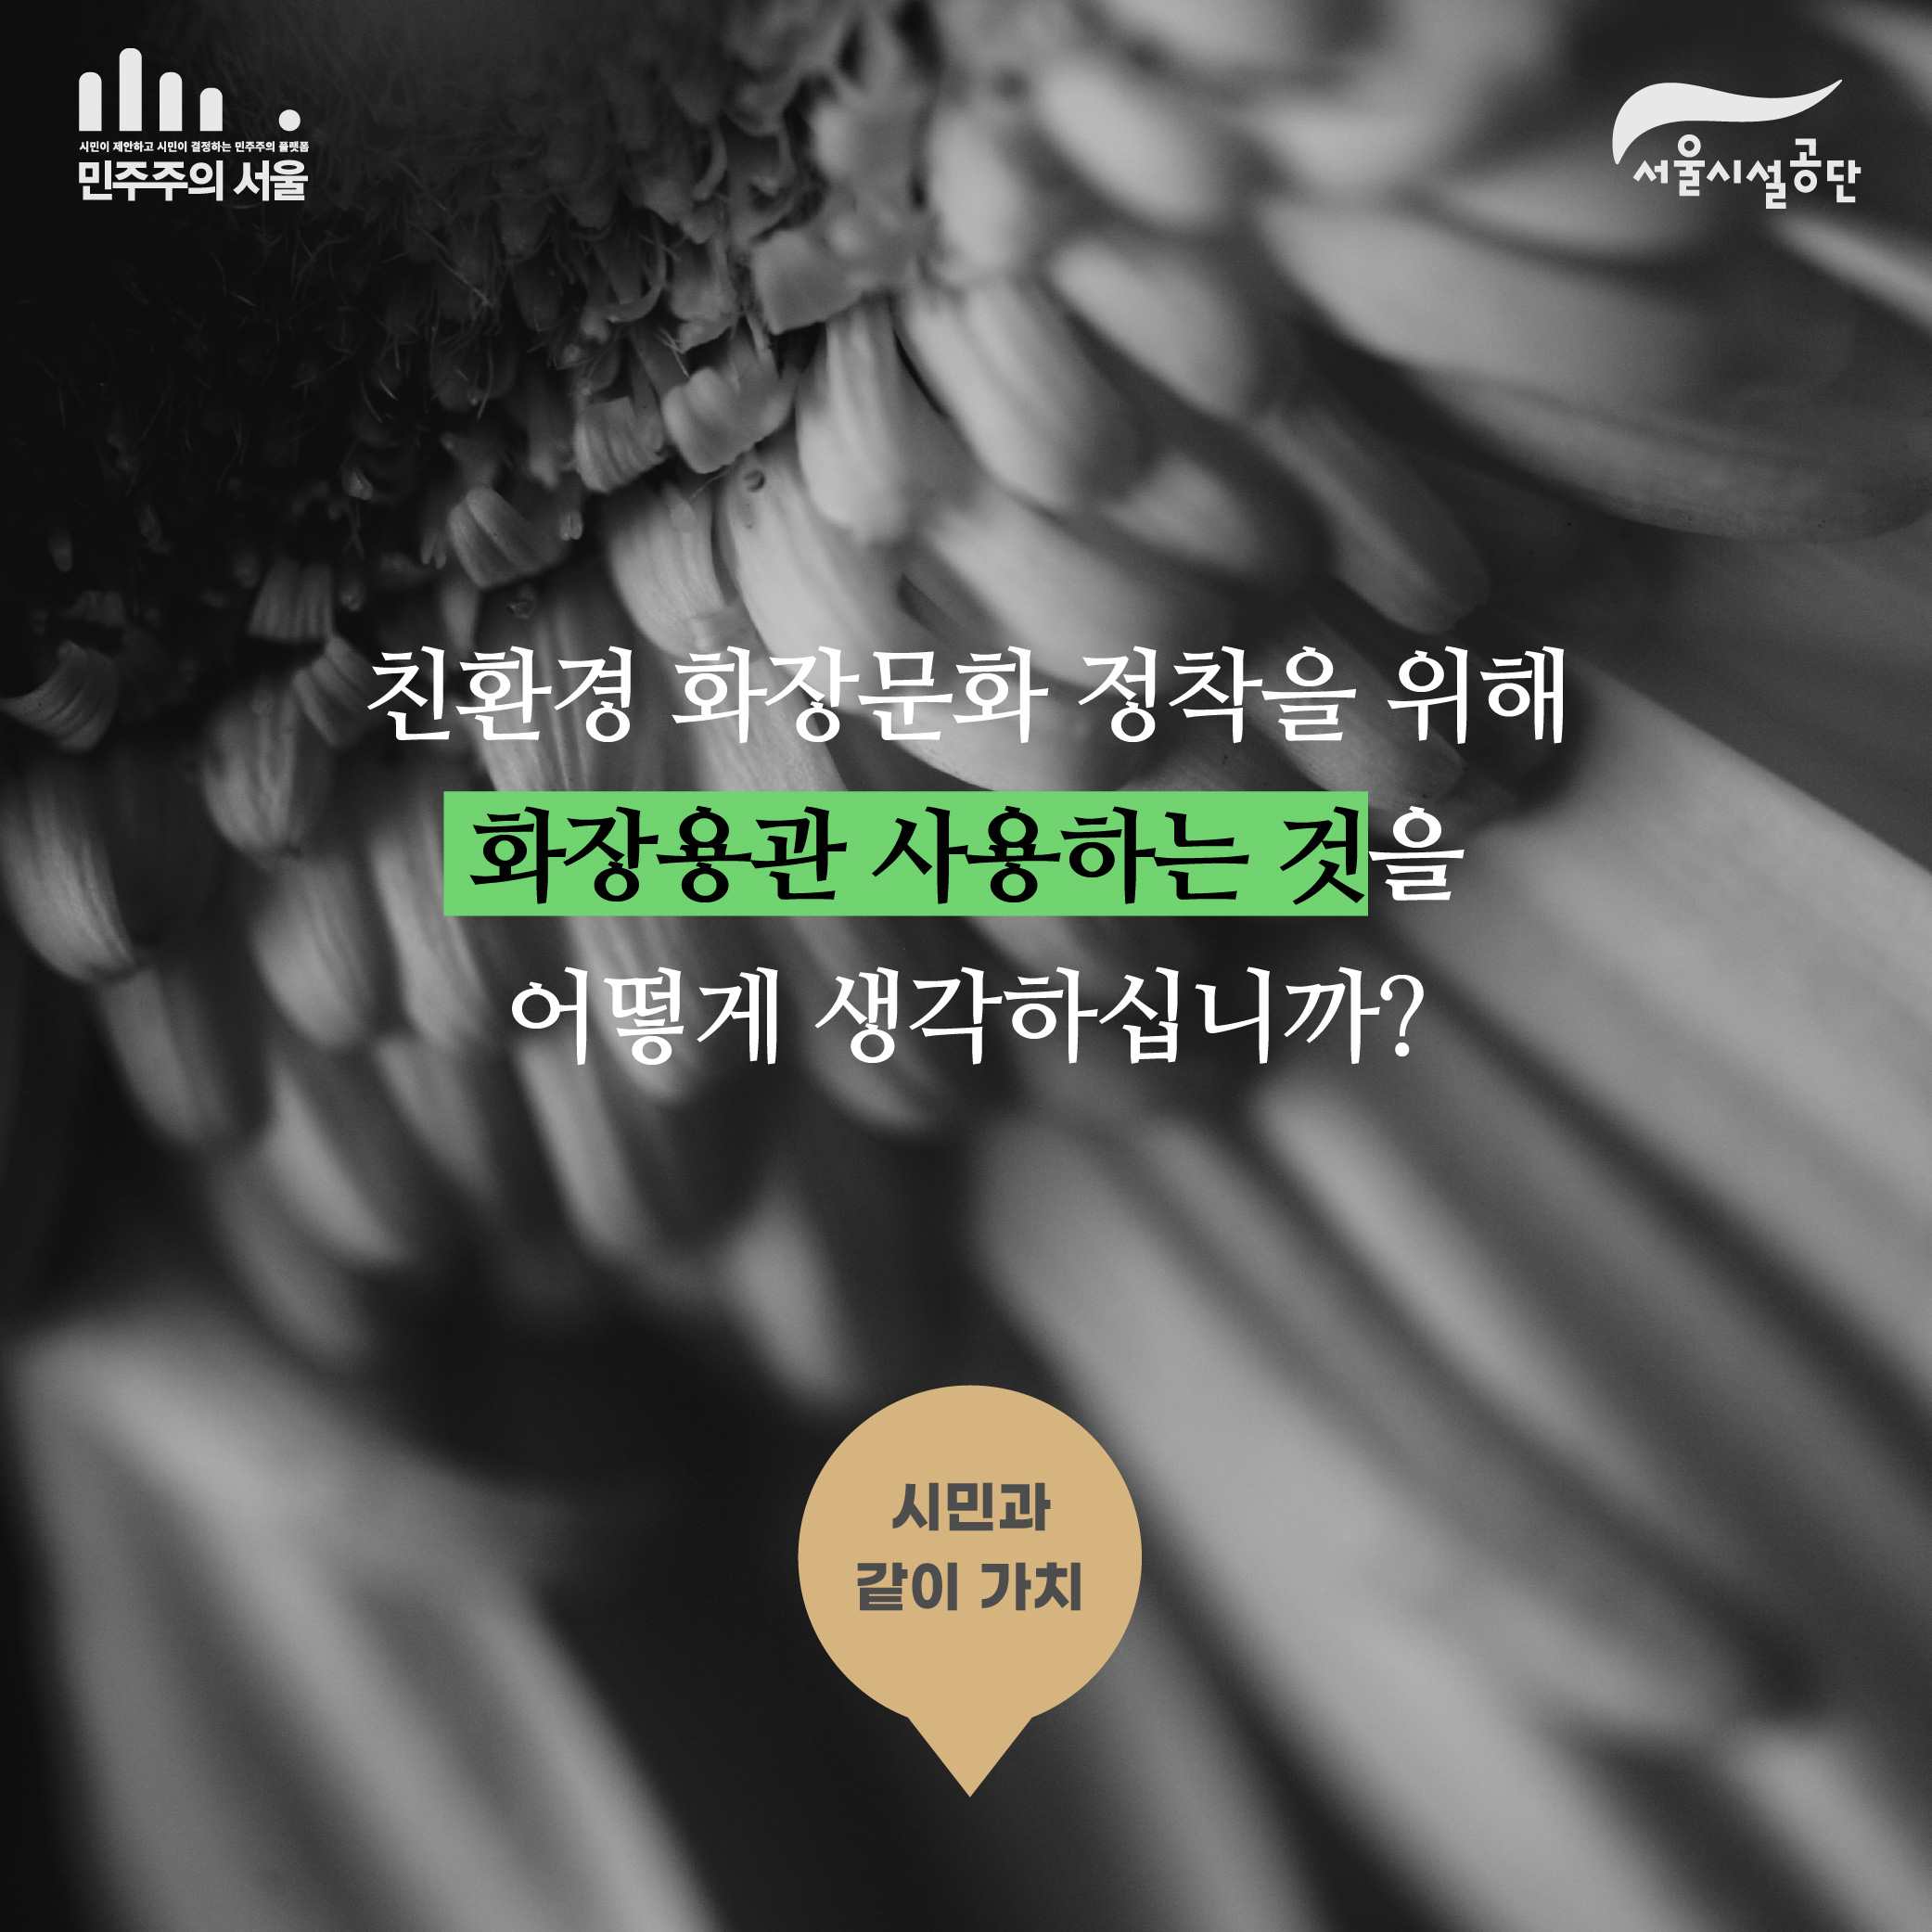 시민이 제안하고 시민이 결정하는 민주주의 플랫폼
민주주의 서울
서울시설공단
친환경 화장문화 정착을 위해
화장용관 사용하는 것을
어떻게 생각하십니까?
시민과
같이 가치